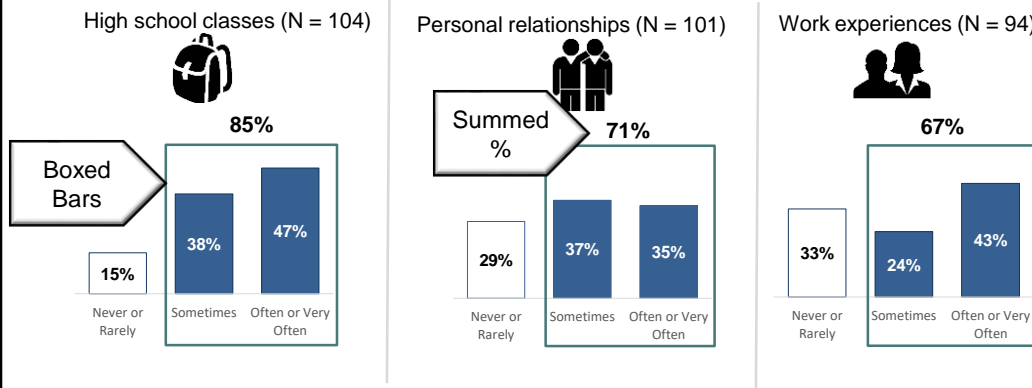 High school classes (N = 104)
85%
Boxed
Bars
15%
38%
47%
Never or
Rarely
Sometimes
Often or Very
Often
Personal relationships (N = 101)
Summed
%
71%
29%
37%
35%
Never or
Rarely
Sometimes
Often or Very
Often
Work experiences (N = 94)
67%
33%
24%
43%
Never or
Rarely
Sometimes
Often or Very
Often